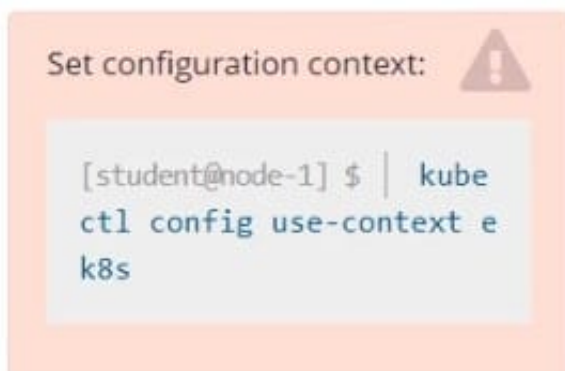 Set configuration context:
[student@node-1] $ | kube
ctl config use-context e
k8s